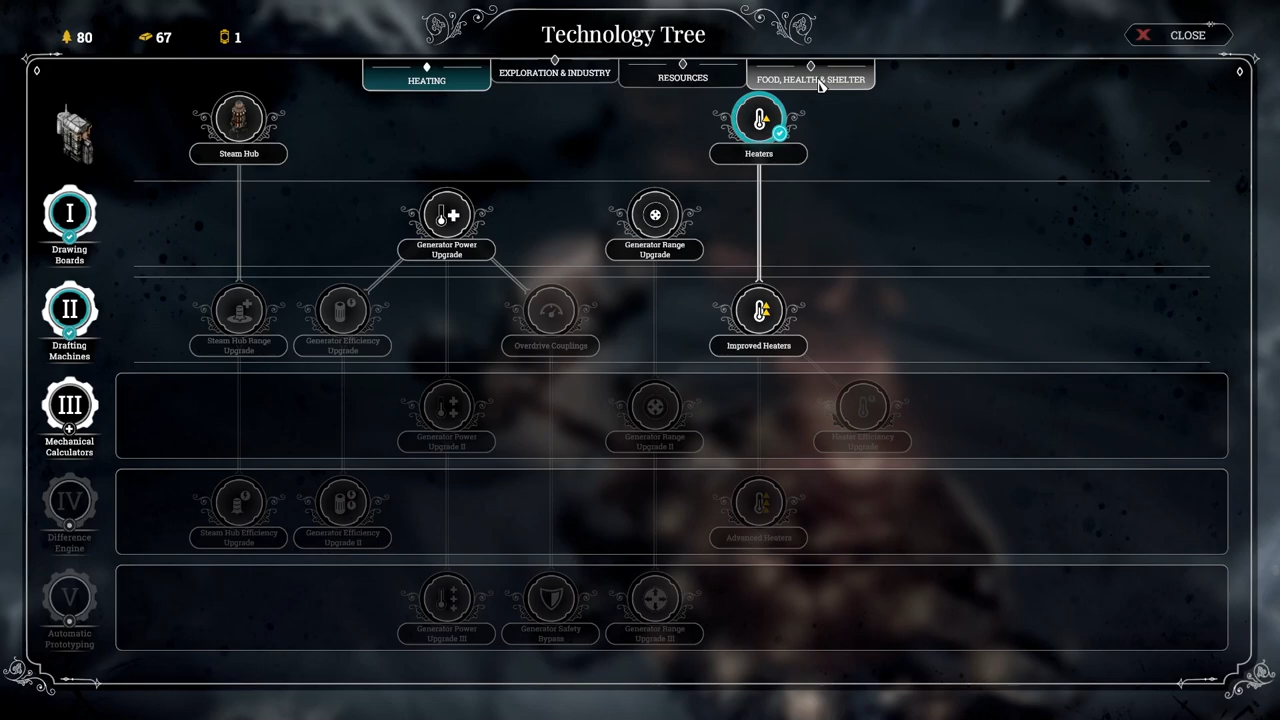 80
67
1
Technology Tree
CLOSE
HEATING
EXPLORATION & INDUSTRY
RESOURCES
FOOD, HEALTH & SHELTER
Steam Hub
Heaters
I
Drawing
Boards
Generator Power
Upgrade
Generator Range
Upgrade
II
Drafting
Machines
Steam Hub Range
Upgrade
Generator Efficiency
Upgrade
Overdrive Couplings
Improved Heaters
III
Mechanical
Calculators
Generator Power
Upgrade II
Generator Range
Upgrade II
Heater Efficiency
Upgrade
IV
Difference
Engine
Steam Hub Efficiency
Upgrade
Generator Efficiency
Upgrade II
Advanced Heaters
V
Automatic
Prototyping
Generator Power
Upgrade III
Generator Safety
Bypass
Generator Range
Upgrade III